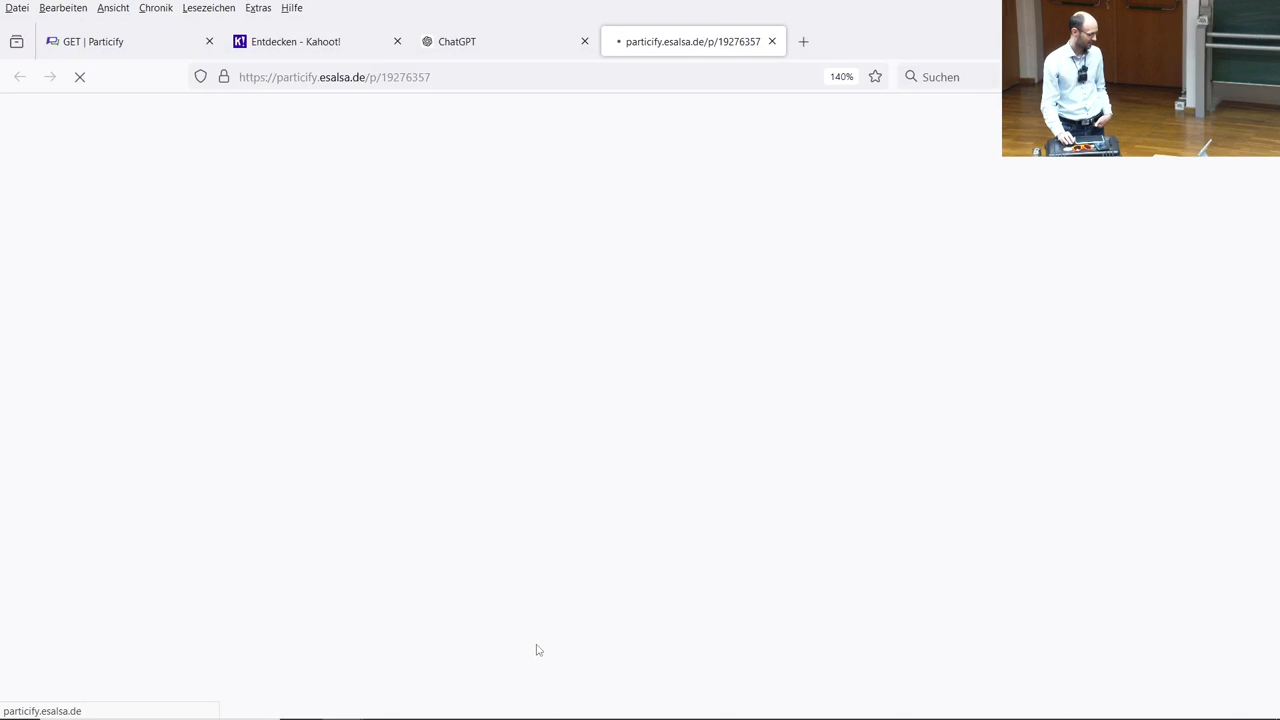 Datei Bearbeiten Ansicht Chronik Lesezeichen Extras Hilfe
GET | Particify
K! Entdecken - Kahoot!
ChatGPT
particify.esalsa.de/p/19276357
https://particify.esalsa.de/p/19276357
140%
Suchen
particify.esalsa.de